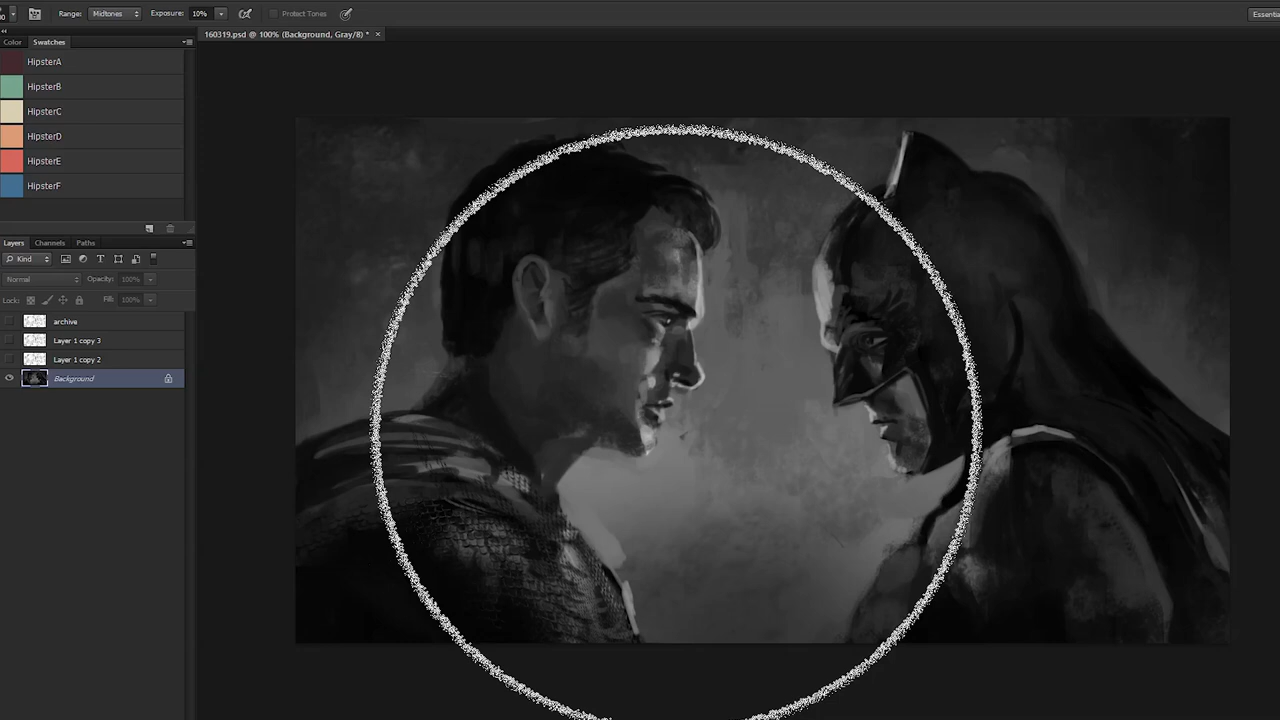 Range: Midtones Exposure: 10% Protect Tones
160319.psd @ 100% (Background, Gray/8) * ×
Color Swatches
HipsterA
HipsterB
HipsterC
HipsterD
HipsterE
HipsterF
Layers Channels Paths
Kind
Normal Opacity: 100%
Lock: Fill: 100%
archive
Layer 1 copy 3
Layer 1 copy 2
Background